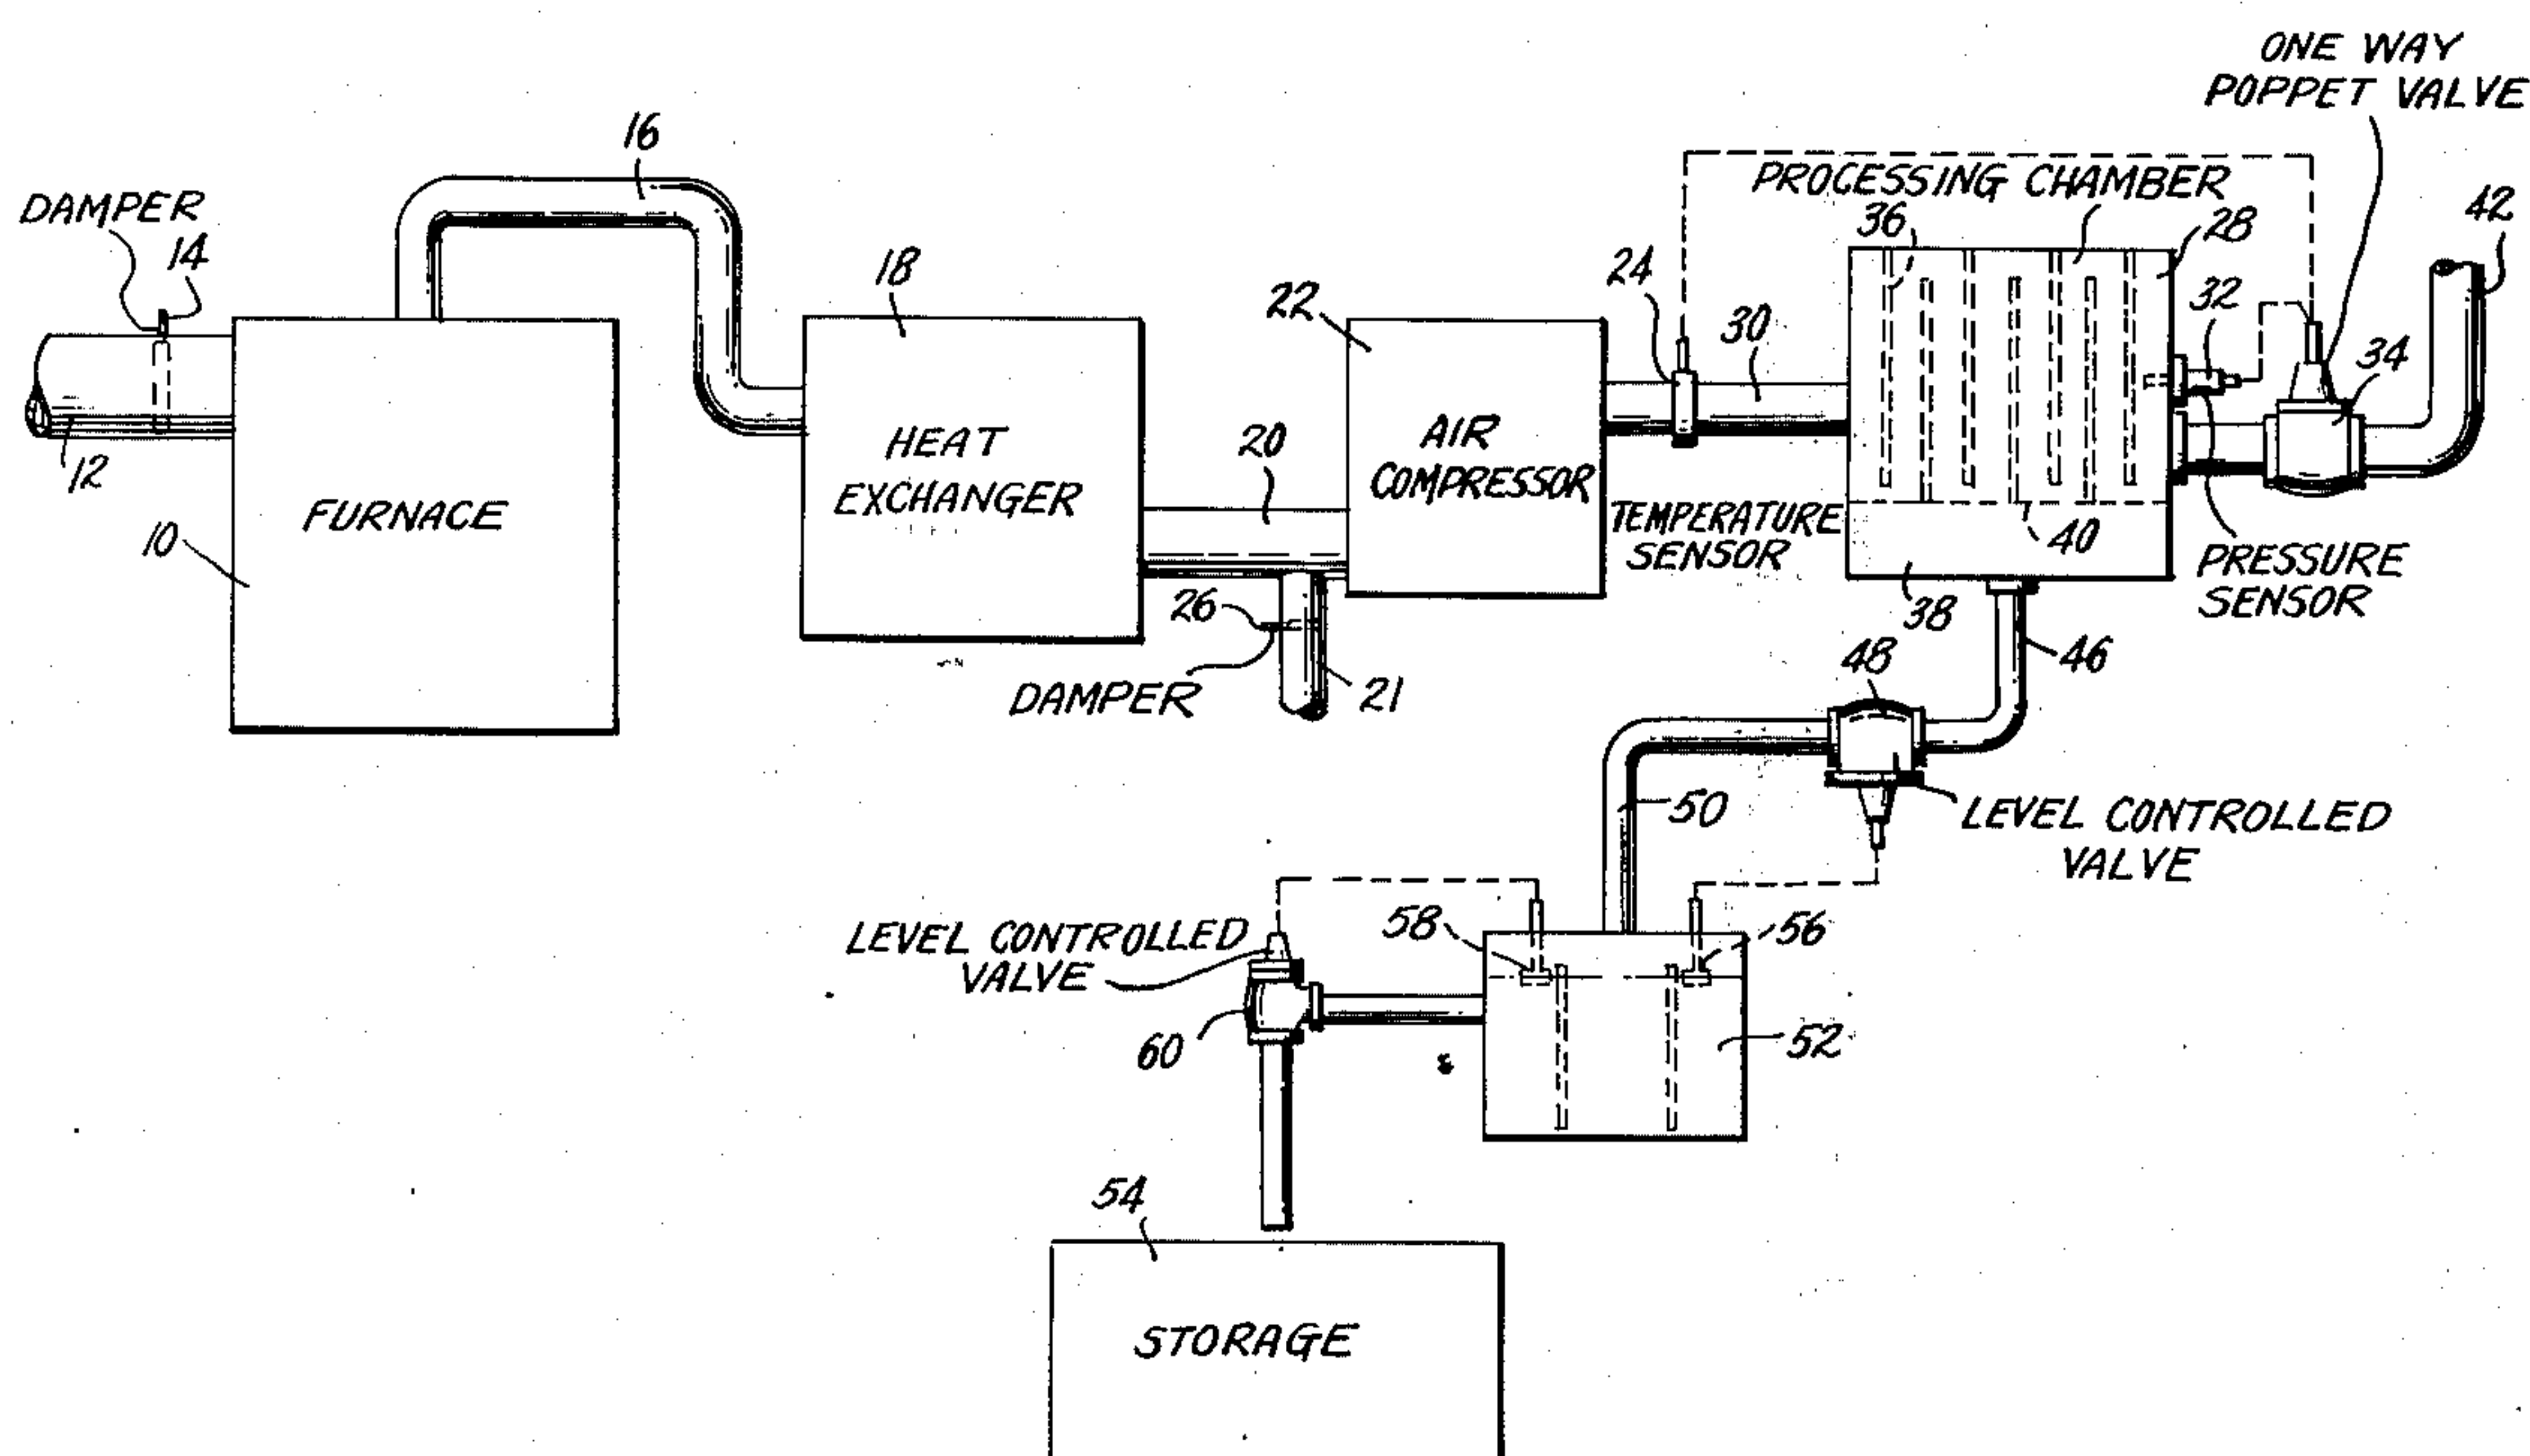 ONE WAY
POPPET VALVE
16
DAMPER
14
PROCESSING CHAMBER
36
28
42
18
24
22
30
32
34
12
HEAT
EXCHANGER
20
AIR
COMPRESSOR
FURNACE
10
TEMPERATURE
SENSOR
40
PRESSURE
SENSOR
38
26
DAMPER
21
48
46
50
LEVEL CONTROLLED
VALVE
58
56
LEVEL CONTROLLED
VALVE
60
52
54
STORAGE